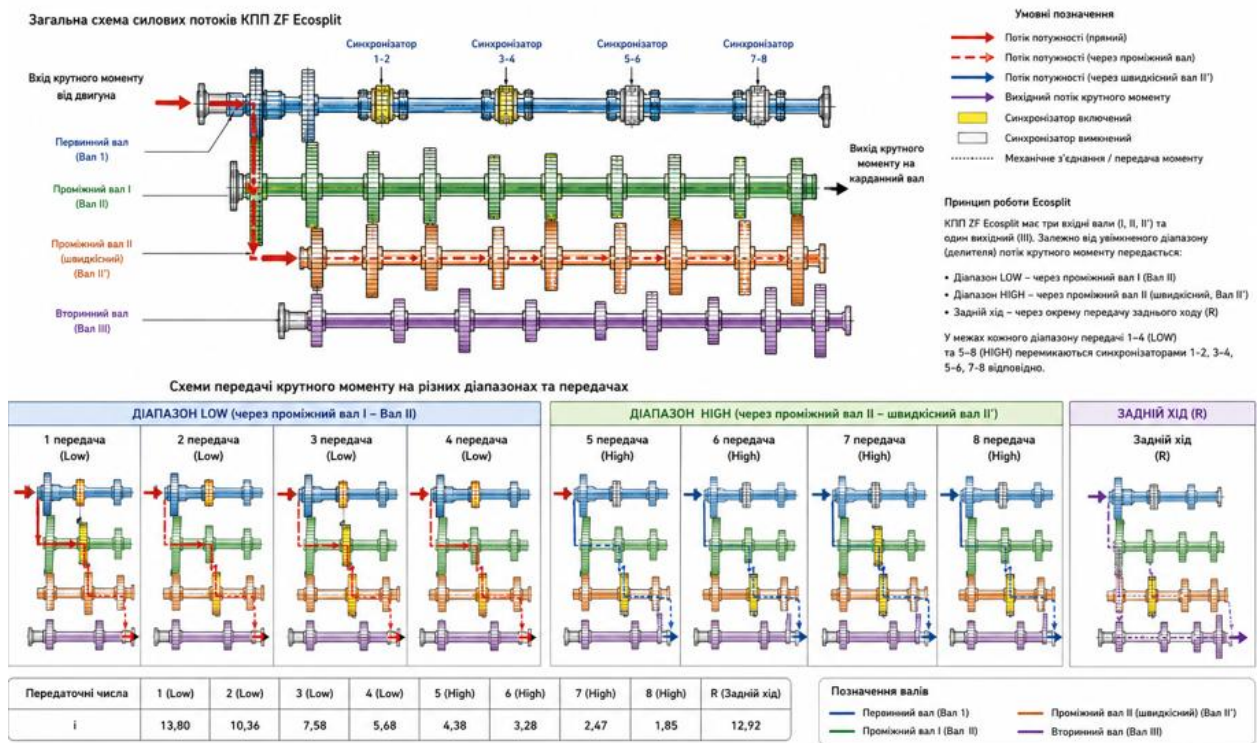 Загальна схема силових потоків КПП ZF Ecosplit
Синхронізатор
1-2
Синхронізатор
3-4
Синхронізатор
5-6
Синхронізатор
7-8
Вхід крутного моменту
від двигуна
Первинний вал
(Вал 1)
Проміжний вал I
(Вал II)
Проміжний вал II
(швидкісний)
(Вал II')
Вторинний вал
(Вал III)
Вихід крутного
моменту на
карданний вал
Умовні позначення
Потік потужності (прямий)
Потік потужності (через проміжний вал)
Потік потужності (через швидкісний вал II')
Вихідний потік крутного моменту
Синхронізатор включений
Синхронізатор вимкнений
Механічне з'єднання / передача моменту
Принцип роботи Ecosplit
КПП ZF Ecosplit має три вхідні вали (I, II, II') та
один вихідний (III). Залежно від увімкненого діапазону
(делителя) потік крутного моменту передається:
• Діапазон LOW – через проміжний вал I (Вал II)
• Діапазон HIGH – через проміжний вал II (швидкісний, Вал II')
• Задній хід – через окрему передачу заднього ходу (R)
У межах кожного діапазону передачі 1–4 (LOW)
та 5–8 (HIGH) перемикаються синхронізаторами 1-2, 3-4,
5-6, 7-8 відповідно.
Схеми передачі крутного моменту на різних діапазонах та передачах
ДІАПАЗОН LOW (через проміжний вал I – Вал II)
ДІАПАЗОН HIGH (через проміжний вал II – швидкісний вал II')
ЗАДНІЙ ХІД (R)
1 передача
(Low)
2 передача
(Low)
3 передача
(Low)
4 передача
(Low)
5 передача
(High)
6 передача
(High)
7 передача
(High)
8 передача
(High)
Задній хід
(R)
Передаточні числа 1 (Low) 2 (Low) 3 (Low) 4 (Low) 5 (High) 6 (High) 7 (High) 8 (High) R (Задній хід)
i 13,80 10,36 7,58 5,68 4,38 3,28 2,47 1,85 12,92
Позначення валів
Первинний вал (Вал 1)
Проміжний вал I (Вал II)
Проміжний вал II (швидкісний) (Вал II')
Вторинний вал (Вал III)